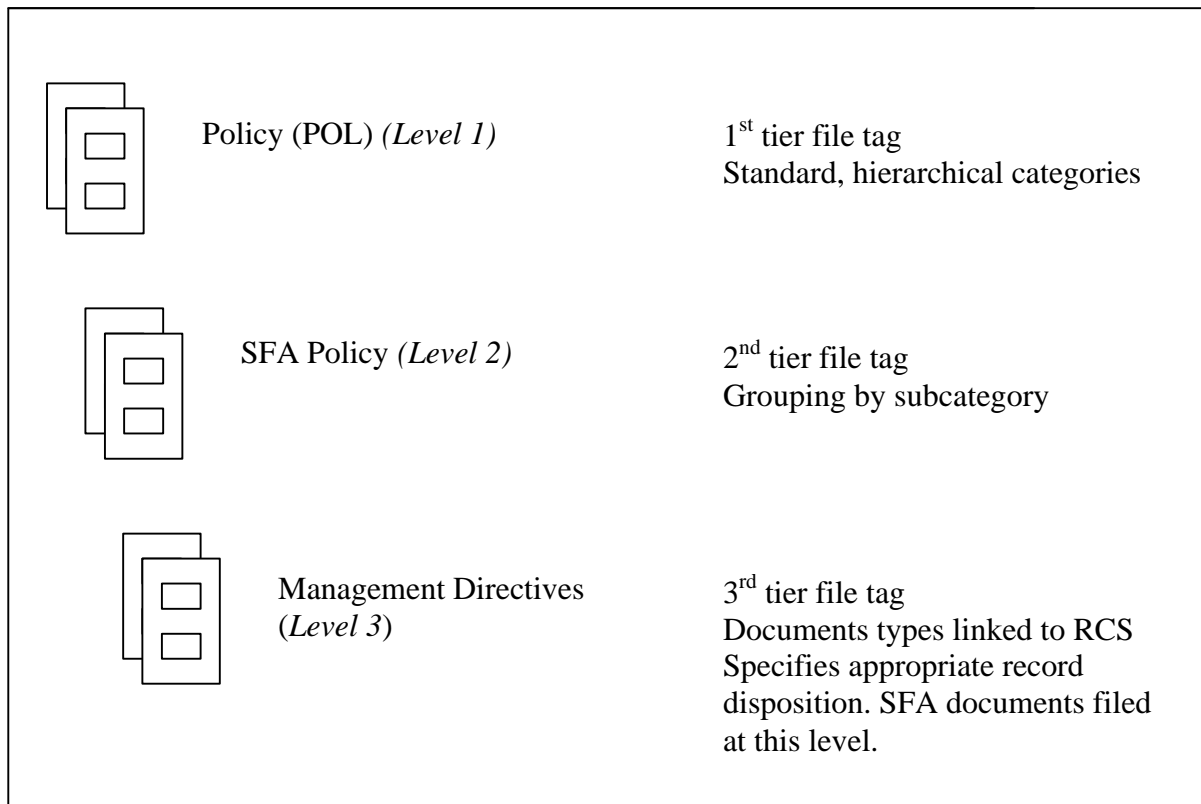 Policy (POL) (Level 1)
1st tier file tag
Standard, hierarchical categories
SFA Policy (Level 2)
2nd tier file tag
Grouping by subcategory
Management Directives
(Level 3)
3rd tier file tag
Documents types linked to RCS
Specifies appropriate record
disposition. SFA documents filed
at this level.